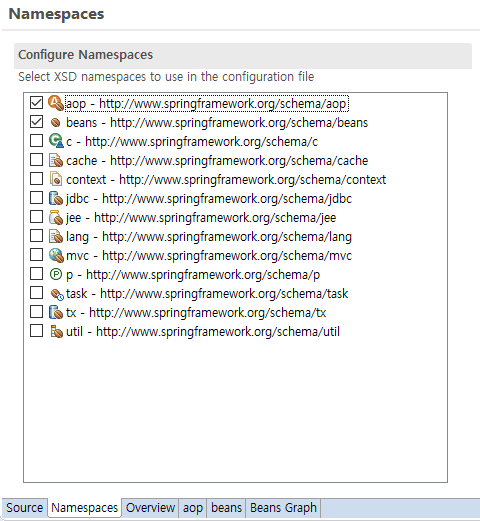 Namespaces
Configure Namespaces
Select XSD namespaces to use in the configuration file
aop - http://www.springframework.org/schema/aop
beans - http://www.springframework.org/schema/beans
c - http://www.springframework.org/schema/c
cache - http://www.springframework.org/schema/cache
context - http://www.springframework.org/schema/context
jdbc - http://www.springframework.org/schema/jdbc
jee - http://www.springframework.org/schema/jee
lang - http://www.springframework.org/schema/lang
mvc - http://www.springframework.org/schema/mvc
p - http://www.springframework.org/schema/p
task - http://www.springframework.org/schema/task
tx - http://www.springframework.org/schema/tx
util - http://www.springframework.org/schema/util
Source Namespaces Overview aop beans Beans Graph